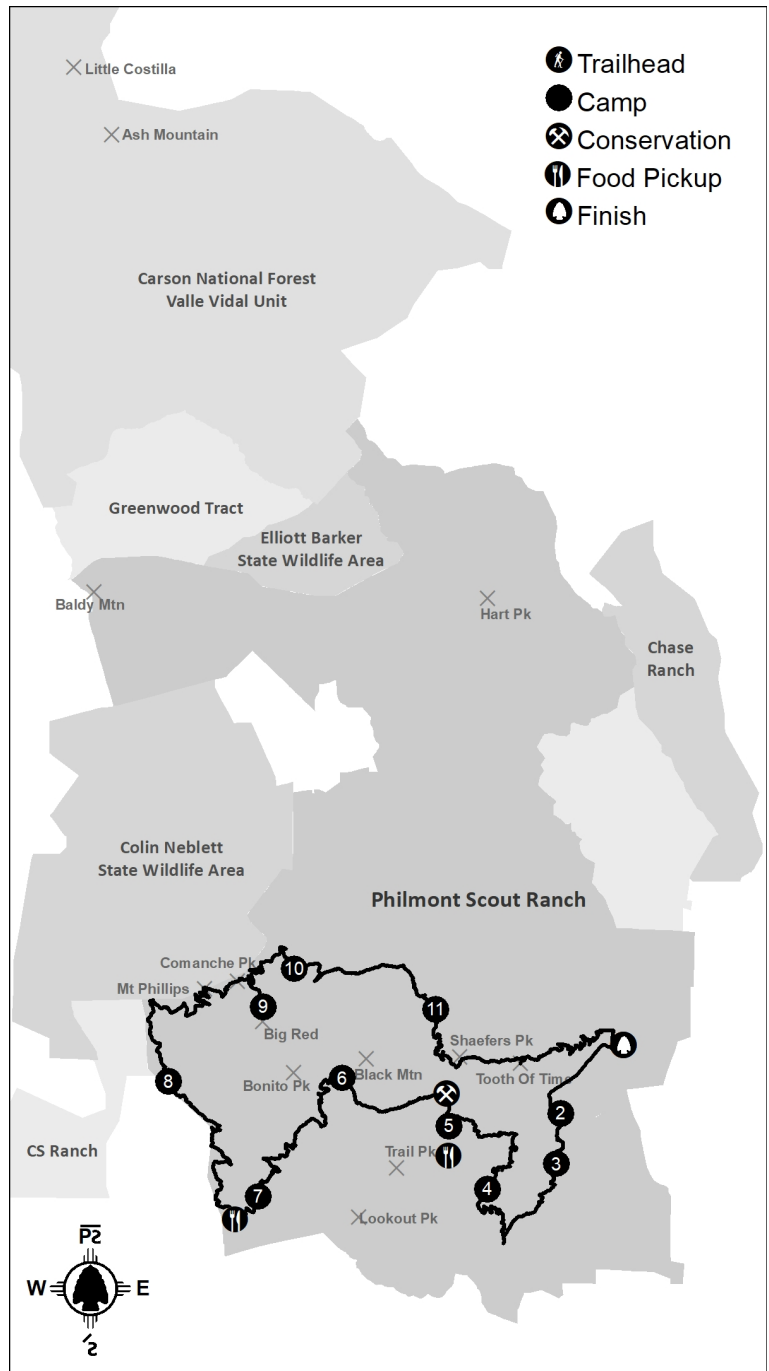 Little Costilla
Ash Mountain
Trailhead
Camp
Conservation
Food Pickup
Finish
Carson National Forest
Valle Vidal Unit
Greenwood Tract
Elliott Barker
State Wildlife Area
Baldy Mtn
Hart Pk
Chase
Ranch
Colin Neblett
State Wildlife Area
Philmont Scout Ranch
Comanche Pk
Mt Phillips
10
9
11
Big Red
Shaefers Pk
Tooth Of Time
Black Mtn
Bonito Pk
6
8
2
5
CS Ranch
Trail Pk
3
4
7
Lookout Pk
W
E